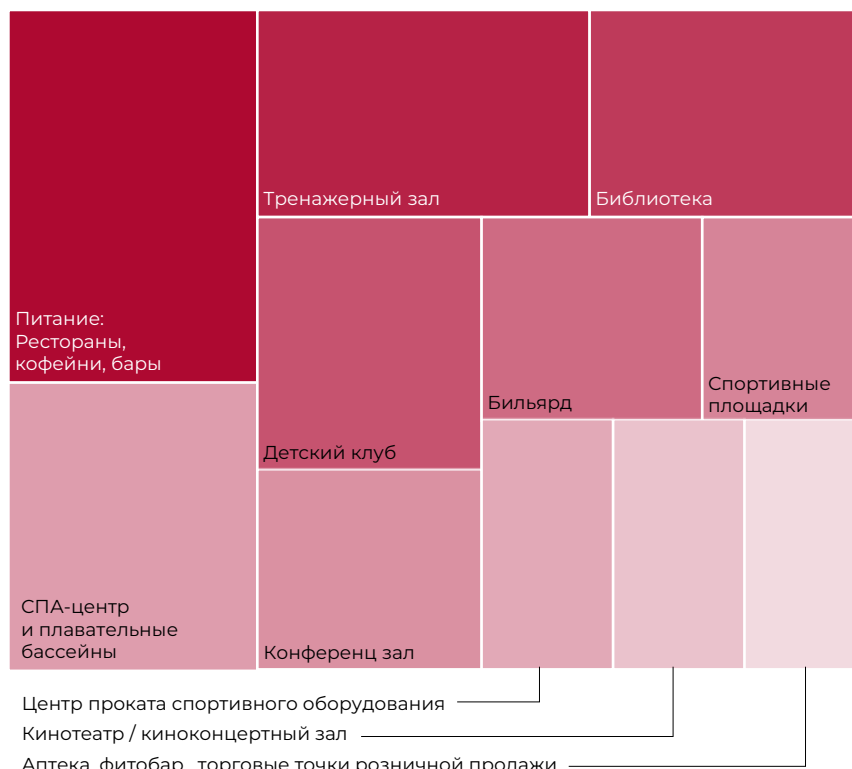 Тренажерный зал
Библиотека
Питание:
Рестораны,
кофейни, бары
Детский клуб
Бильярд
Спортивные
площадки
СПА-центр
и плавательные
бассейны
Конференц зал
Центр проката спортивного оборудования
Кинотеатр / киноконцертный зал
Аптека, фитобар, торговые точки розничной продажи